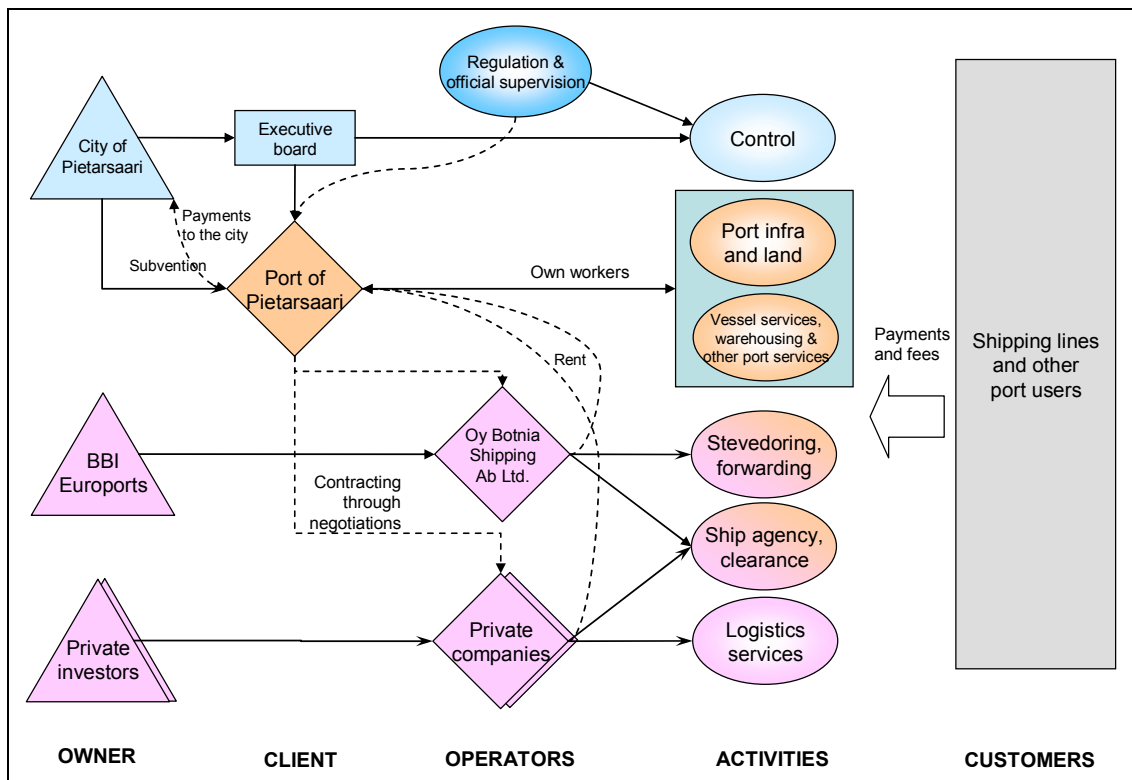 Regulation &
official supervision
City of
Pietarsaari
Executive
board
Control
Payments
to the city
Subvention
Port of
Pietarsaari
Own workers
Port infra
and land
Vessel services,
warehousing &
other port services
Payments
and fees
Shipping lines
and other
port users
Rent
BBI
Euroports
Oy Botnia
Shipping
Ab Ltd.
Stevedoring,
forwarding
Contracting
through
negotiations
Ship agency,
clearance
Private
investors
Private
companies
Logistics
services
OWNER
CLIENT
OPERATORS
ACTIVITIES
CUSTOMERS